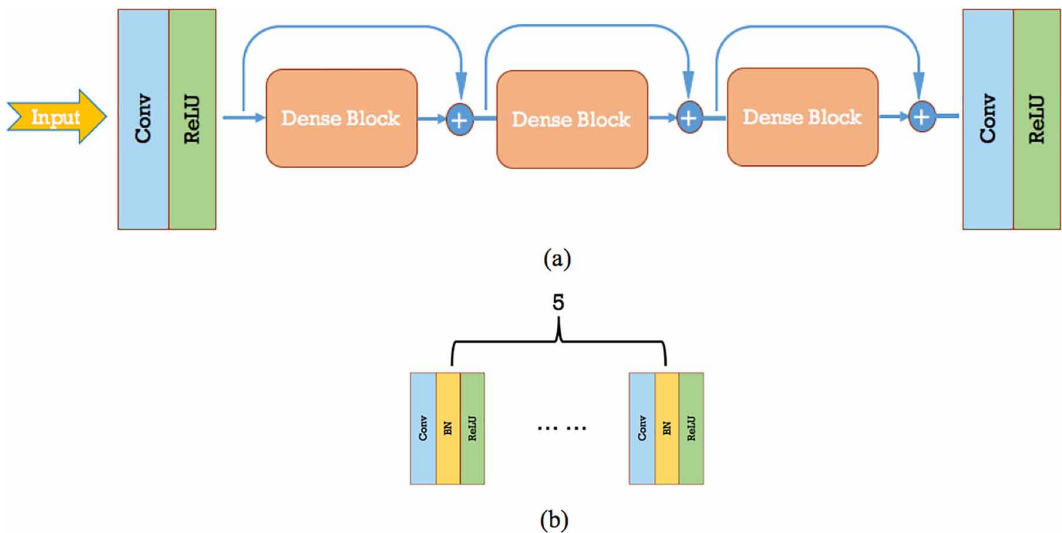 Input
Conv
ReLU
Dense Block
+
Dense Block
+
Dense Block
+
Conv
ReLU
(a)
5
Conv
BN
ReLU
... ...
Conv
BN
ReLU
(b)